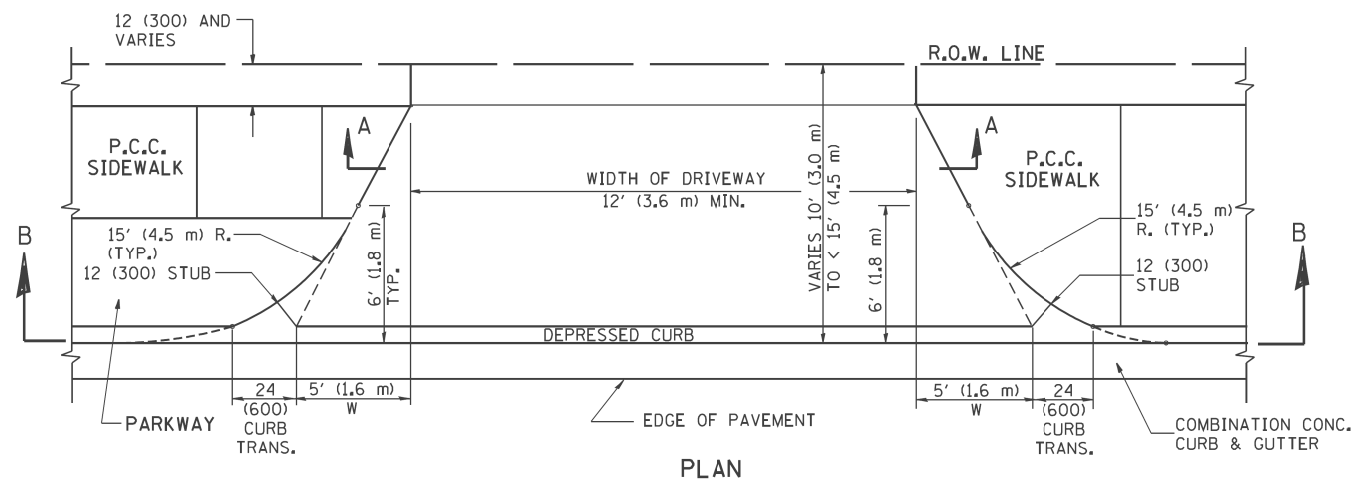 12 (300) AND
VARIES
R.O.W. LINE
A
A
P.C.C.
SIDEWALK
P.C.C.
SIDEWALK
WIDTH OF DRIVEWAY
12' (3.6 m) MIN.
VARIES 10' (3.0 m)
TO < 15' (4.5 m)
B
B
15' (4.5 m) R.
(TYP.)
12 (300) STUB
6' (1.8 m)
TYP.
6' (1.8 m)
15' (4.5 m)
R. (TYP.)
12 (300)
STUB
DEPRESSED CURB
24
(600)
CURB
TRANS.
5' (1.6 m)
W
5' (1.6 m)
W
24
(600)
CURB
TRANS.
PARKWAY
EDGE OF PAVEMENT
COMBINATION CONC.
CURB & GUTTER
PLAN